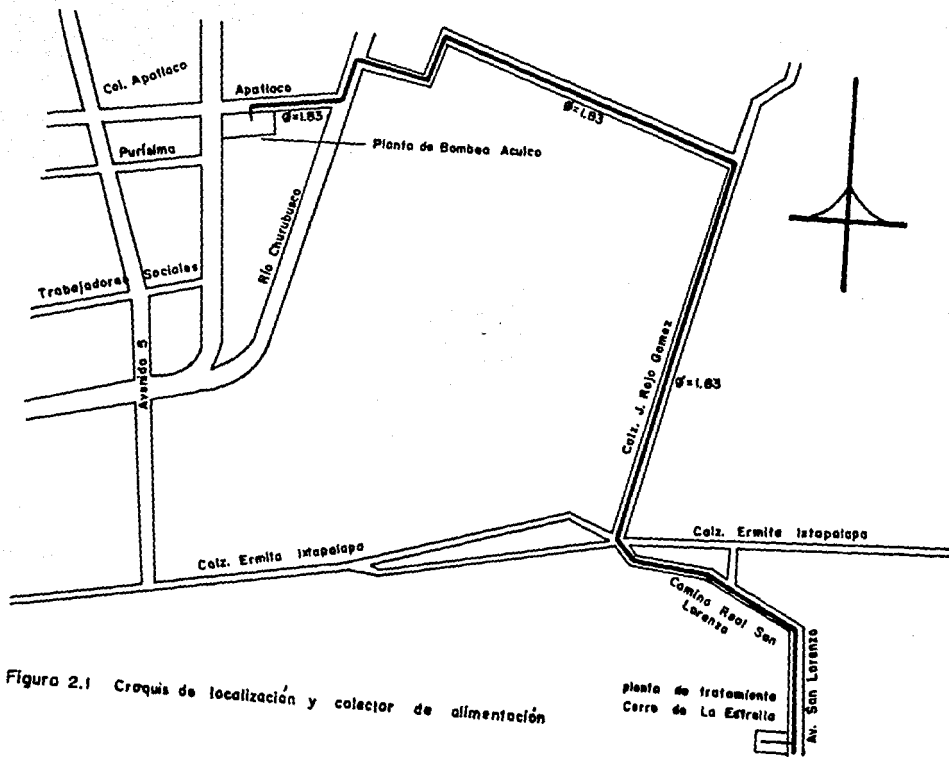 Col. Apatlaco
Apatlaco
ø=1.83
ø=1.83
Purísima
Planta de Bombeo Aculco
Río Churubusco
Trabajadores Sociales
Avenida 5
Calz. J. Rojo Gomez
ø=1.83
Calz. Ermita Ixtapalapa
Calz. Ermita Ixtapalapa
Camino Real San
Lorenzo
Av. San Lorenzo
planta de tratamiento
Cerro de La Estrella
Figura 2.1 Croquis de localización y colector de alimentación